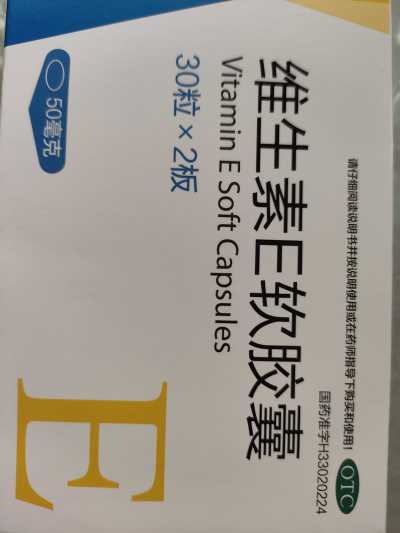 请仔细阅读说明书并按说明使用或在药师指导下购买和使用!
国药准字H33020224
OTC
维生素E软胶囊
Vitamin E Soft Capsules
30粒×2板
50毫克
E